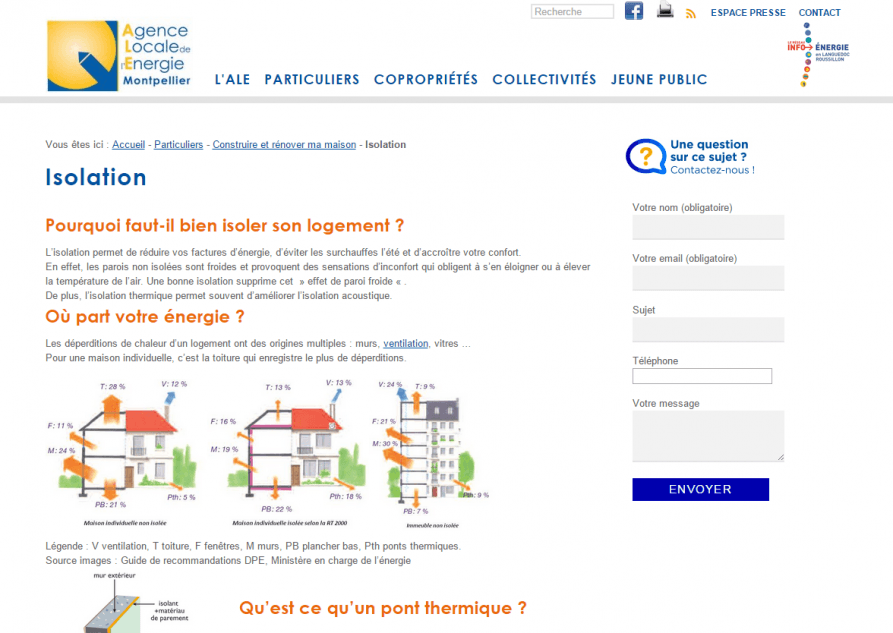 Recherche
ESPACE PRESSE
CONTACT
Agence
Locale de
l'Energie
Montpellier
INFO ÉNERGIE
en LANGUEDOC
ROUSSILLON
L'ALE
PARTICULIERS
COPROPRIÉTÉS
COLLECTIVITÉS
JEUNE PUBLIC
Vous êtes ici : Accueil - Particuliers - Construire et rénover ma maison - Isolation
Isolation
Pourquoi faut-il bien isoler son logement ?
L'isolation permet de réduire vos factures d'énergie, d'éviter les surchauffes l'été et d'accroître votre confort.
En effet, les parois non isolées sont froides et provoquent des sensations d'inconfort qui obligent à s'en éloigner ou à élever
la température de l'air. Une bonne isolation supprime cet » effet de paroi froide « .
De plus, l'isolation thermique permet souvent d'améliorer l'isolation acoustique.
Où part votre énergie ?
Les déperditions de chaleur d'un logement ont des origines multiples : murs, ventilation, vitres ...
Pour une maison individuelle, c'est la toiture qui enregistre le plus de déperditions.
T: 28 %
V: 12 %
F: 11 %
M: 24 %
PB: 21 %
Pth: 5 %
Maison individuelle non isolée
T: 13 %
V: 13 %
F: 16 %
M: 19 %
PB: 22 %
Pth: 18 %
Maison individuelle isolée selon la RT 2000
V: 24 %
T: 9 %
F: 21 %
M: 30 %
PB: 7 %
Pth: 9 %
Immeuble non isolée
Légende : V ventilation, T toiture, F fenêtres, M murs, PB plancher bas, Pth ponts thermiques.
Source images : Guide de recommandations DPE, Ministére en charge de l'énergie
mur extérieur
isolant
+matériau
de parement
Qu'est ce qu'un pont thermique ?
Une question
sur ce sujet ?
Contactez-nous !
Votre nom (obligatoire)
Votre email (obligatoire)
Sujet
Téléphone
Votre message
ENVOYER